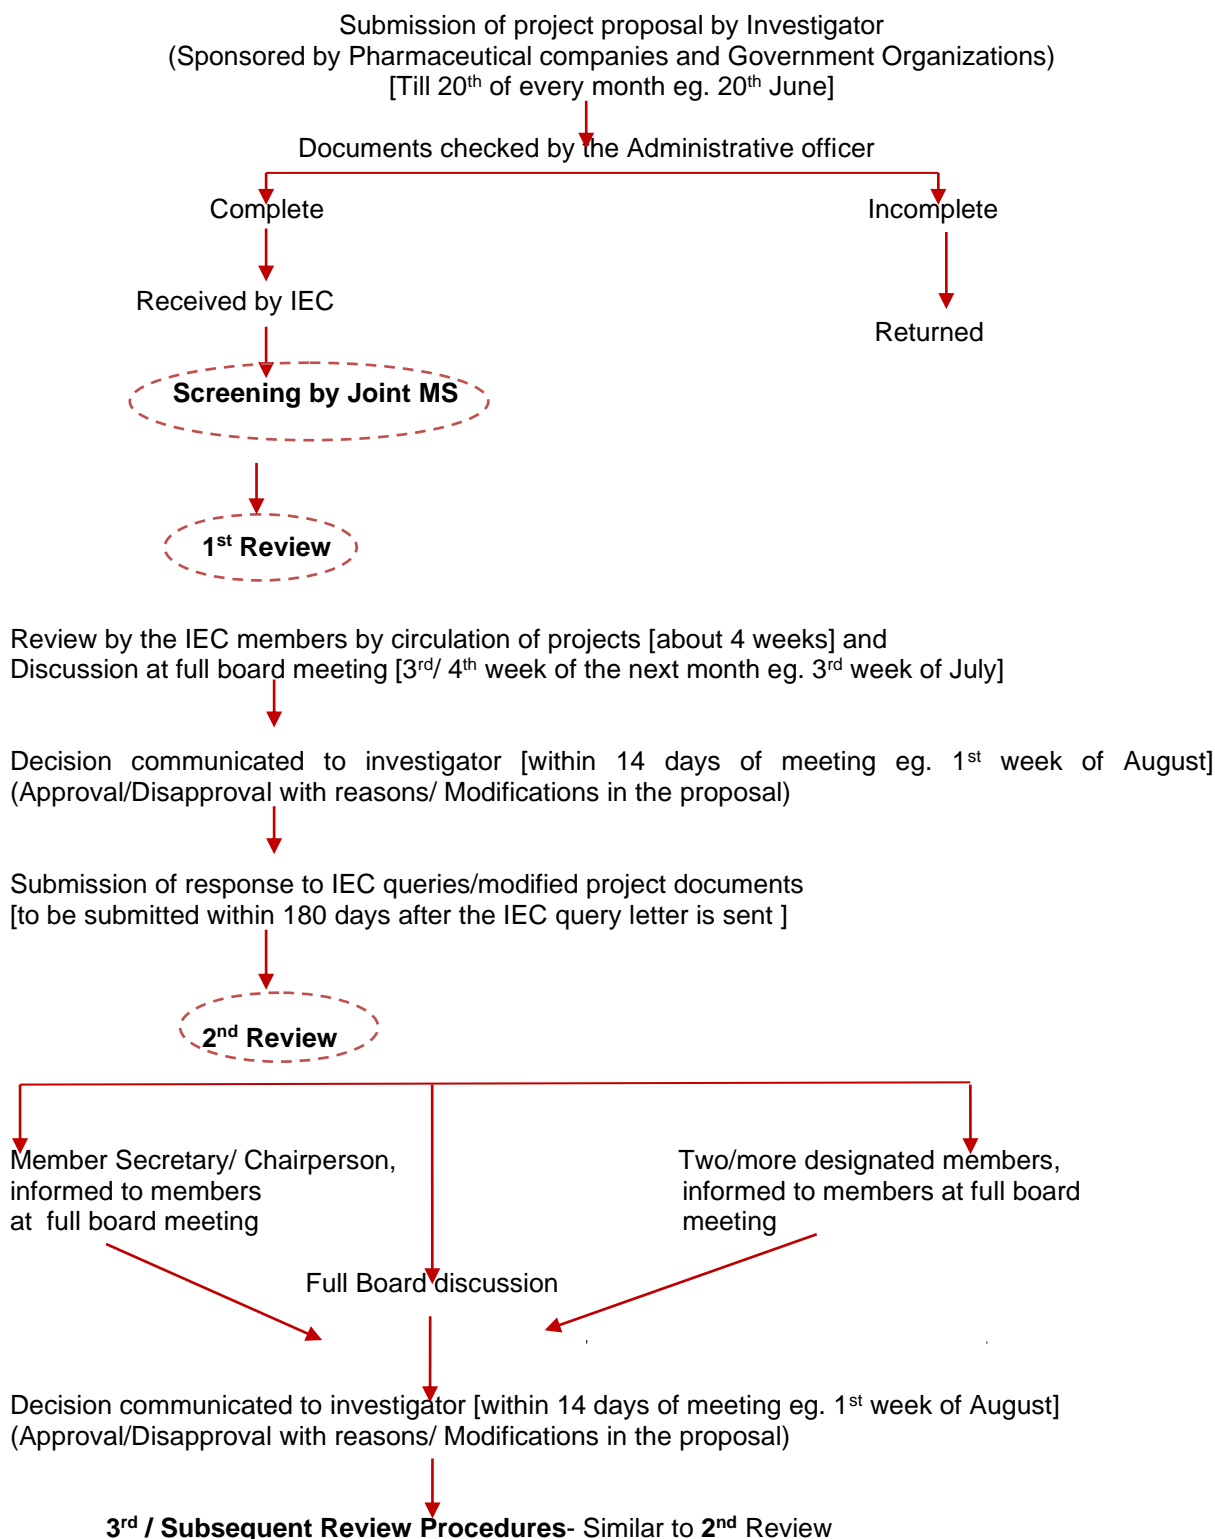 Submission of project proposal by Investigator
(Sponsored by Pharmaceutical companies and Government Organizations)
[Till 20th of every month eg. 20th June]
Documents checked by the Administrative officer
Complete
Incomplete
Received by IEC
Returned
Screening by Joint MS
1st Review
Review by the IEC members by circulation of projects [about 4 weeks] and
Discussion at full board meeting [3rd/ 4th week of the next month eg. 3rd week of July]
Decision communicated to investigator [within 14 days of meeting eg. 1st week of August]
(Approval/Disapproval with reasons/ Modifications in the proposal)
Submission of response to IEC queries/modified project documents
[to be submitted within 180 days after the IEC query letter is sent ]
2nd Review
Member Secretary/ Chairperson,
informed to members
at full board meeting
Two/more designated members,
informed to members at full board
meeting
Full Board discussion
Decision communicated to investigator [within 14 days of meeting eg. 1st week of August]
(Approval/Disapproval with reasons/ Modifications in the proposal)
3rd / Subsequent Review Procedures- Similar to 2nd Review